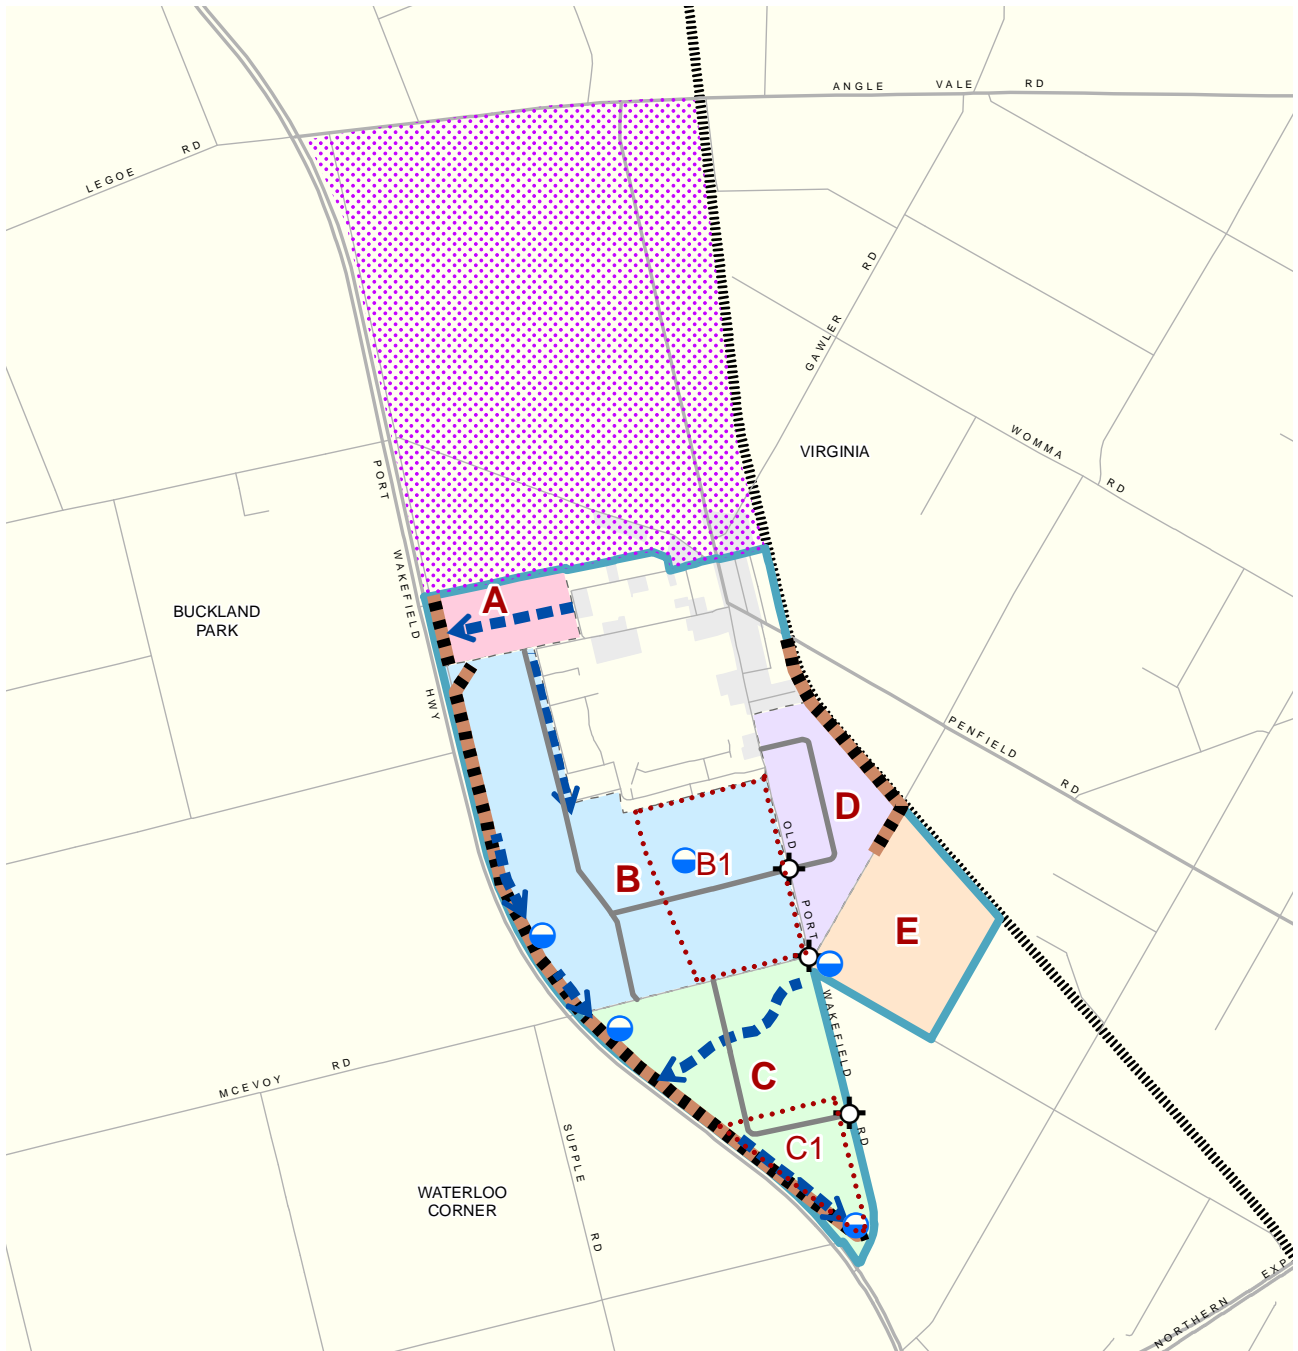 ANGLE VALE RD
LEGOE RD
GAWLER RD
WOMMA RD
VIRGINIA
PORT WAKEFIELD HWY
BUCKLAND
PARK
A
PENFIELD RD
D
OLD PORT WAKEFIELD RD
B
B1
E
C
C1
MCEVOY RD
SUPPLE RD
WATERLOO
CORNER
NORTHERN EXP